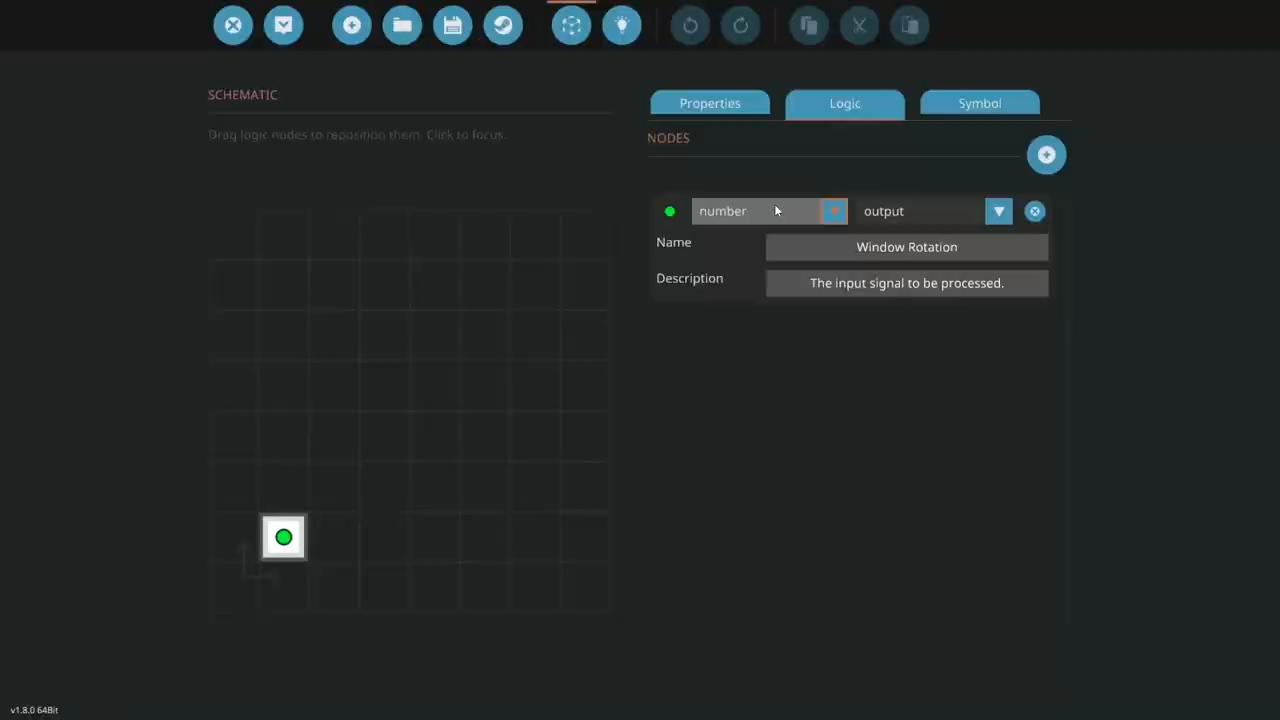 SCHEMATIC
Drag logic nodes to reposition them. Click to focus.
Properties
Logic
Symbol
NODES
number
output
Name
Window Rotation
Description
The input signal to be processed.
v1.8.0 64Bit